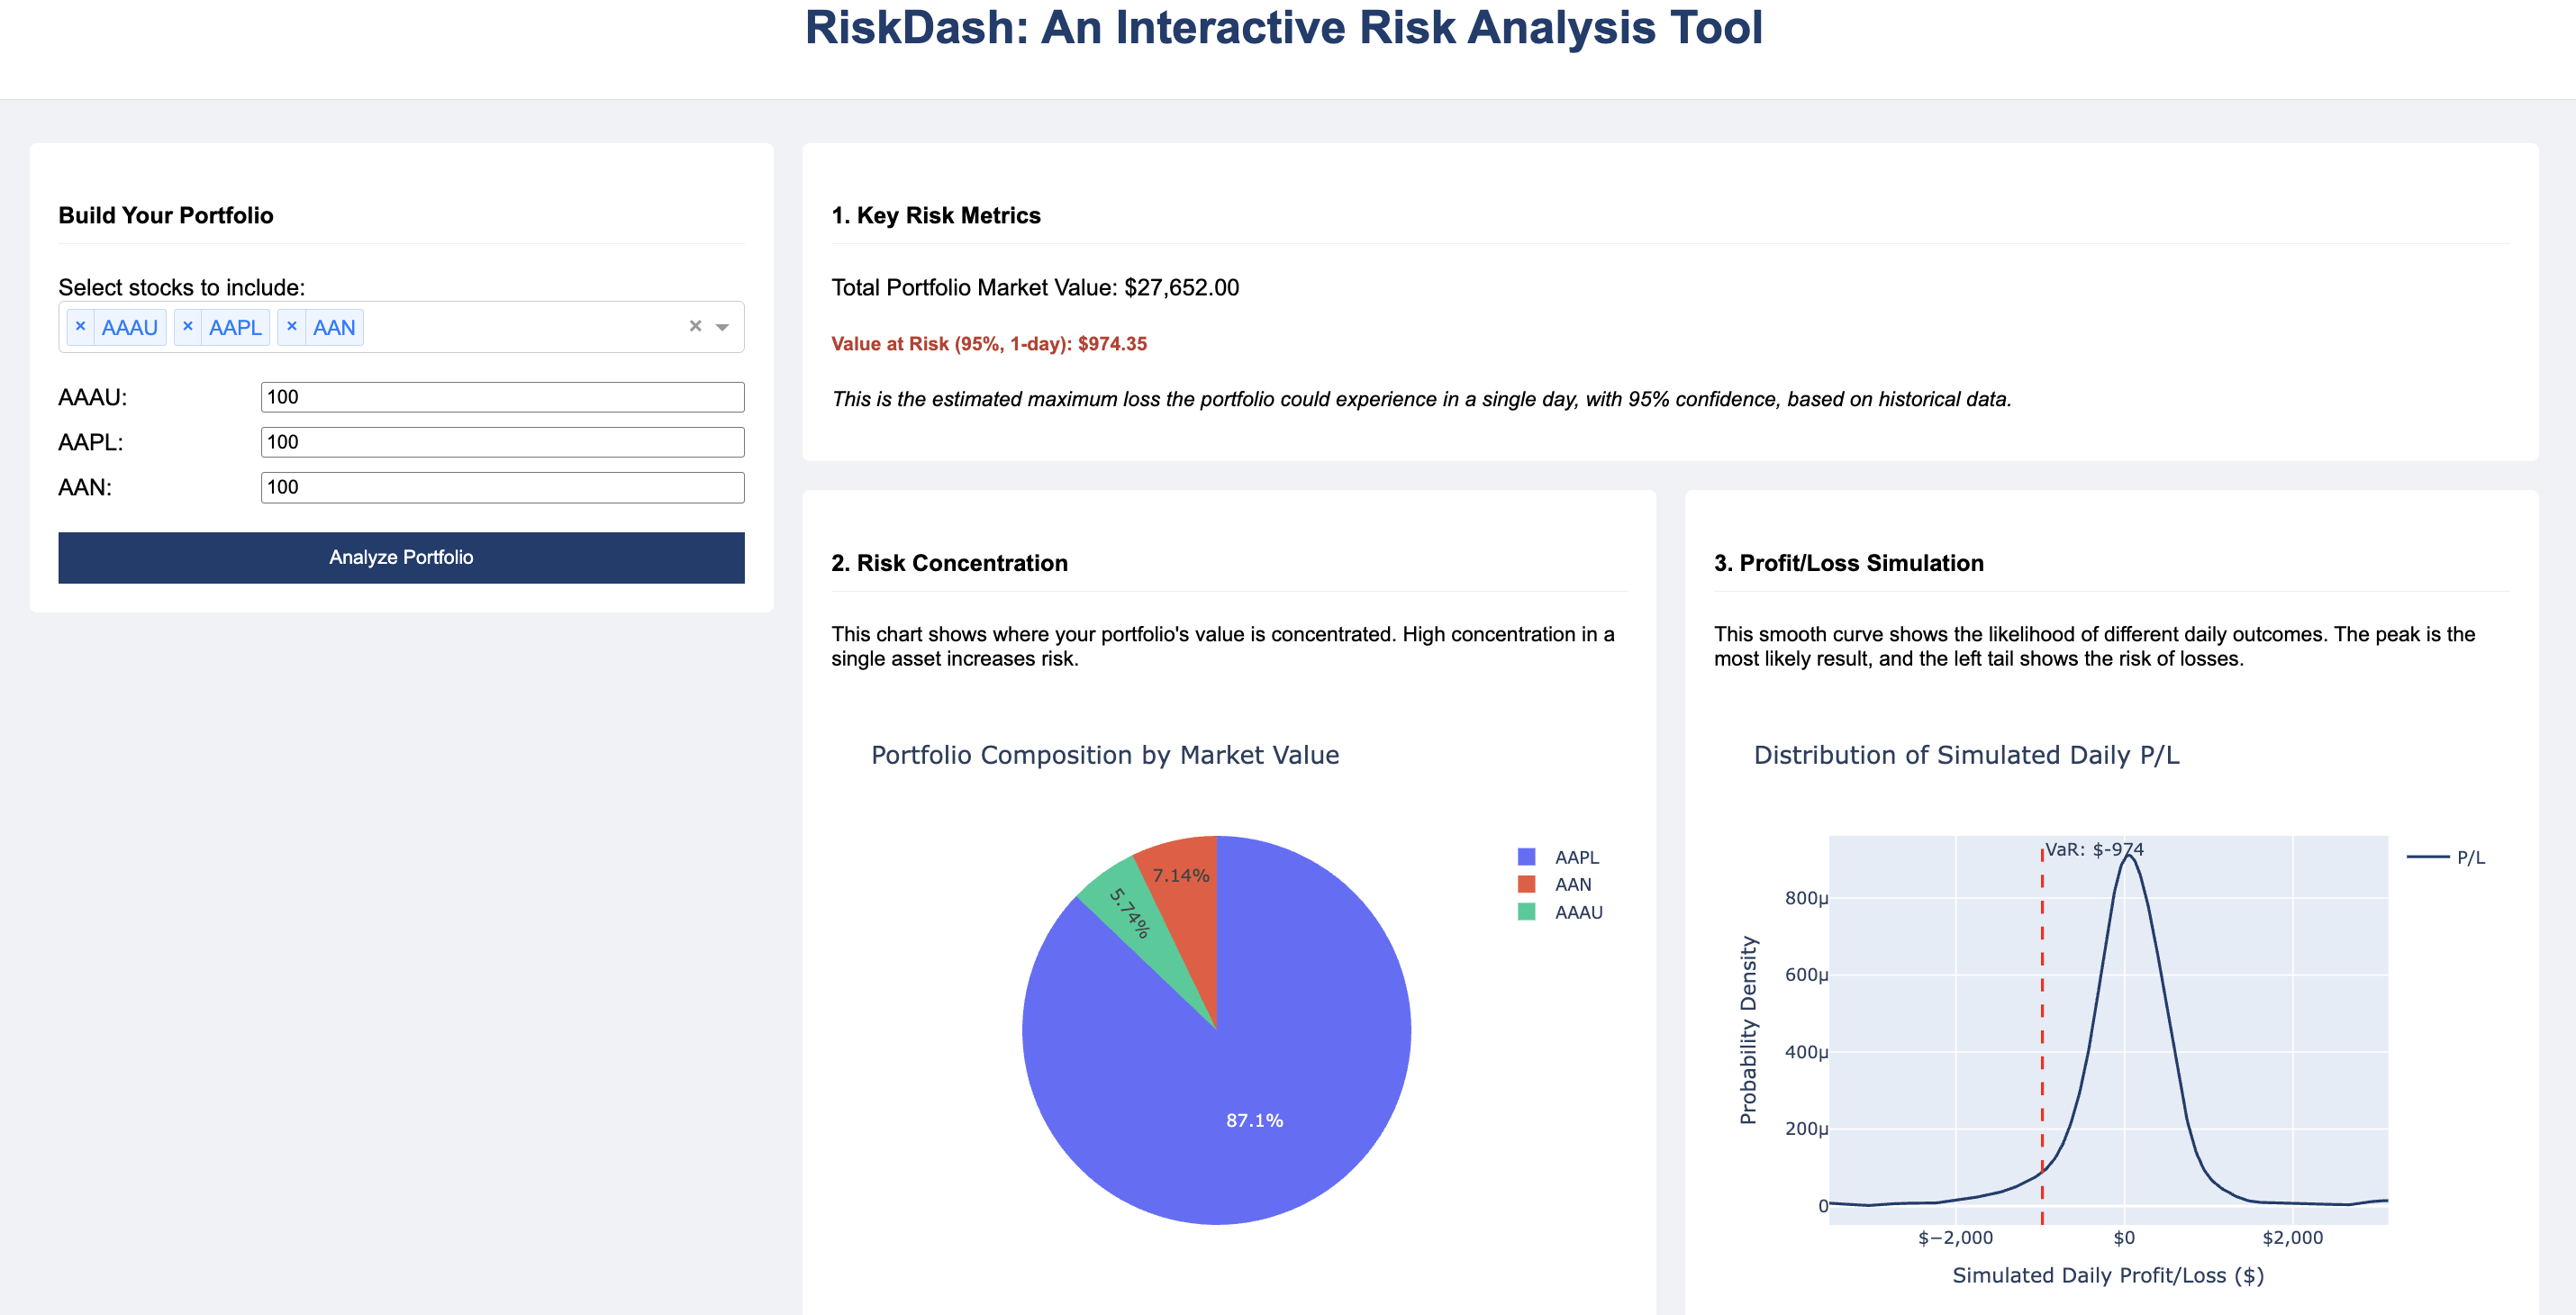 RiskDash: An Interactive Risk Analysis Tool
Build Your Portfolio
Select stocks to include:
× AAAU × AAPL × AAN ×
AAAU: 100
AAPL: 100
AAN: 100
Analyze Portfolio
1. Key Risk Metrics
Total Portfolio Market Value: $27,652.00
Value at Risk (95%, 1-day): $974.35
This is the estimated maximum loss the portfolio could experience in a single day, with 95% confidence, based on historical data.
2. Risk Concentration
This chart shows where your portfolio's value is concentrated. High concentration in a
single asset increases risk.
Portfolio Composition by Market Value
7.14%
5.74%
87.1%
AAPL
AAN
AAAU
3. Profit/Loss Simulation
This smooth curve shows the likelihood of different daily outcomes. The peak is the
most likely result, and the left tail shows the risk of losses.
Distribution of Simulated Daily P/L
VaR: $-974
P/L
Probability Density
800μ
600μ
400μ
200μ
0
$−2,000
$0
$2,000
Simulated Daily Profit/Loss ($)